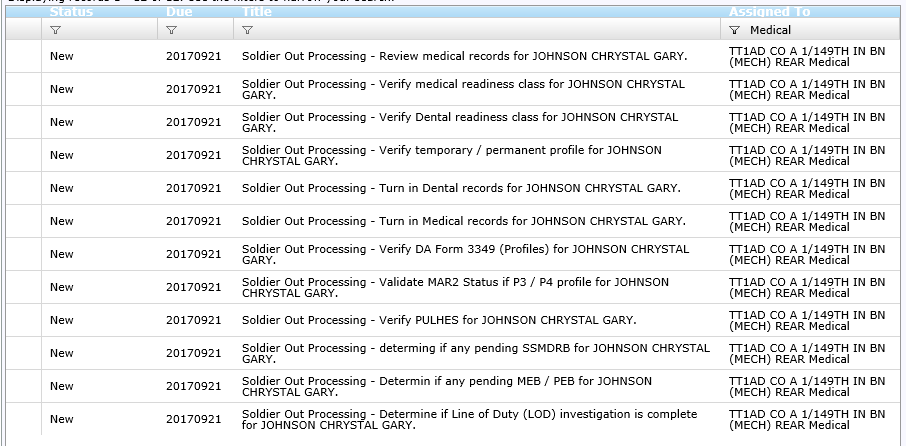 Status Due Title Assigned To
Medical
New 20170921 Soldier Out Processing - Review medical records for JOHNSON CHRYSTAL GARY. TT1AD CO A 1/149TH IN BN
(MECH) REAR Medical
New 20170921 Soldier Out Processing - Verify medical readiness class for JOHNSON CHRYSTAL
GARY. TT1AD CO A 1/149TH IN BN
(MECH) REAR Medical
New 20170921 Soldier Out Processing - Verify Dental readiness class for JOHNSON CHRYSTAL
GARY. TT1AD CO A 1/149TH IN BN
(MECH) REAR Medical
New 20170921 Soldier Out Processing - Verify temporary / permanent profile for JOHNSON
CHRYSTAL GARY. TT1AD CO A 1/149TH IN BN
(MECH) REAR Medical
New 20170921 Soldier Out Processing - Turn in Dental records for JOHNSON CHRYSTAL GARY. TT1AD CO A 1/149TH IN BN
(MECH) REAR Medical
New 20170921 Soldier Out Processing - Turn in Medical records for JOHNSON CHRYSTAL GARY. TT1AD CO A 1/149TH IN BN
(MECH) REAR Medical
New 20170921 Soldier Out Processing - Verify DA Form 3349 (Profiles) for JOHNSON CHRYSTAL
GARY. TT1AD CO A 1/149TH IN BN
(MECH) REAR Medical
New 20170921 Soldier Out Processing - Validate MAR2 Status if P3 / P4 profile for JOHNSON
CHRYSTAL GARY. TT1AD CO A 1/149TH IN BN
(MECH) REAR Medical
New 20170921 Soldier Out Processing - Verify PULHES for JOHNSON CHRYSTAL GARY. TT1AD CO A 1/149TH IN BN
(MECH) REAR Medical
New 20170921 Soldier Out Processing - determing if any pending SSMDRB for JOHNSON CHRYSTAL
GARY. TT1AD CO A 1/149TH IN BN
(MECH) REAR Medical
New 20170921 Soldier Out Processing - Determin if any pending MEB / PEB for JOHNSON
CHRYSTAL GARY. TT1AD CO A 1/149TH IN BN
(MECH) REAR Medical
New 20170921 Soldier Out Processing - Determine if Line of Duty (LOD) investigation is complete
for JOHNSON CHRYSTAL GARY. TT1AD CO A 1/149TH IN BN
(MECH) REAR Medical